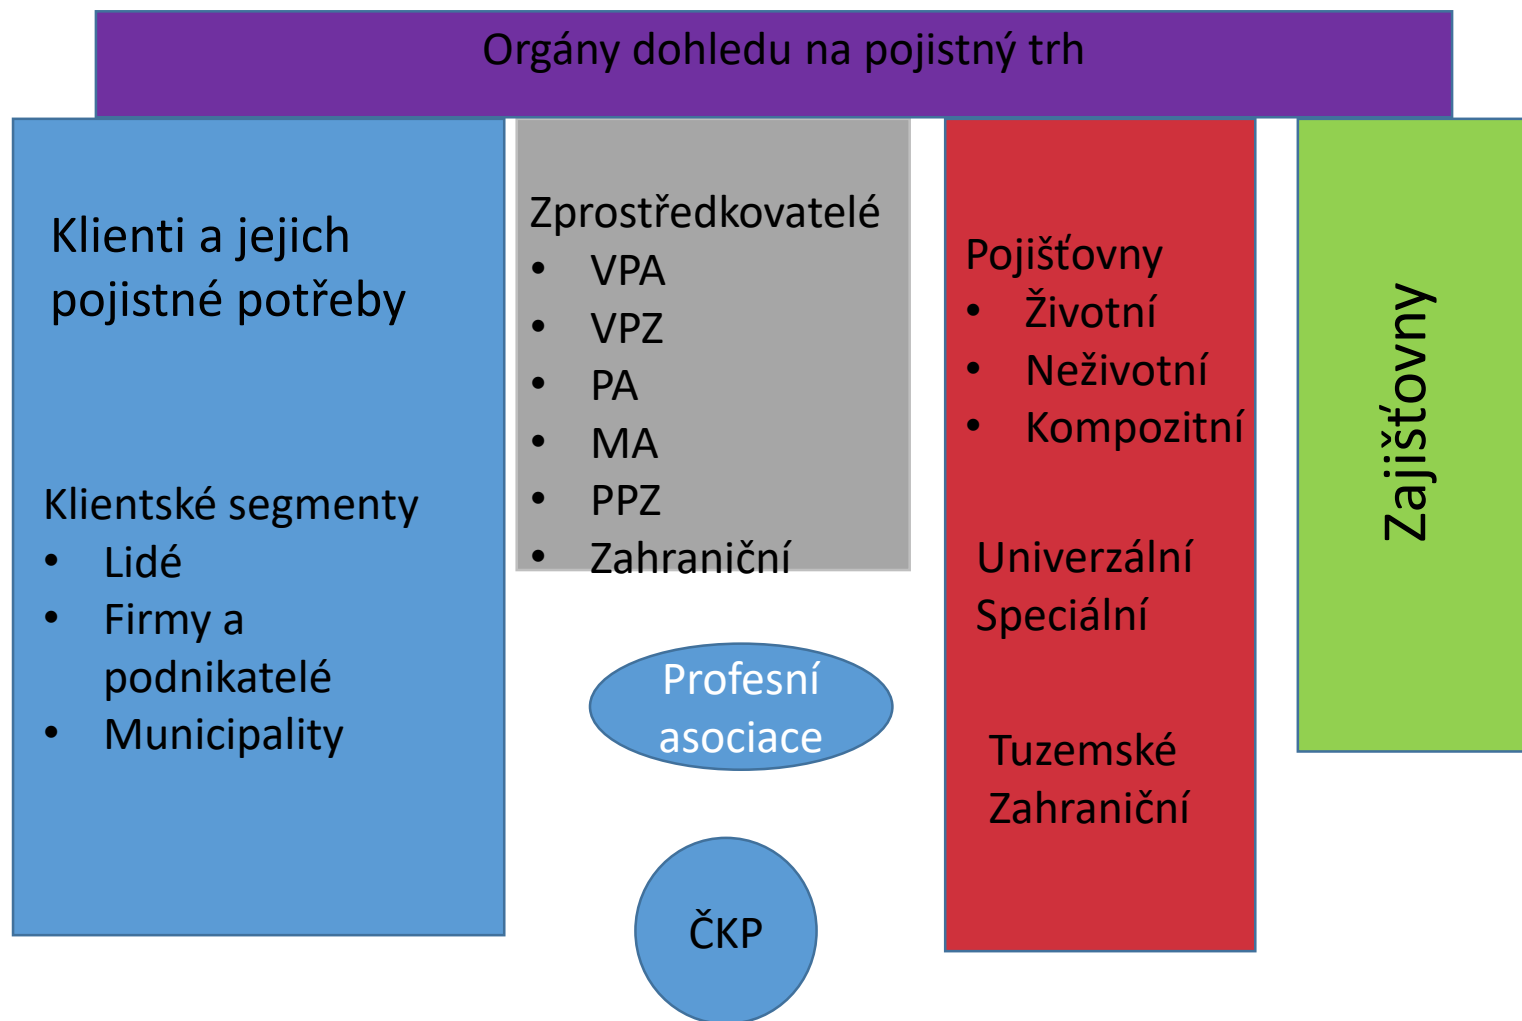 Orgány dohledu na pojistný trh
Klienti a jejich
pojistné potřeby
Klientské segmenty
• Lidé
• Firmy a
podnikatelé
• Municipality
Zprostředkovatelé
• VPA
• VPZ
• PA
• MA
• PPZ
• Zahraniční
Profesní
asociace
ČKP
Pojišťovny
• Životní
• Neživotní
• Kompozitní
Univerzální
Speciální
Tuzemské
Zahraniční
Zajišťovny